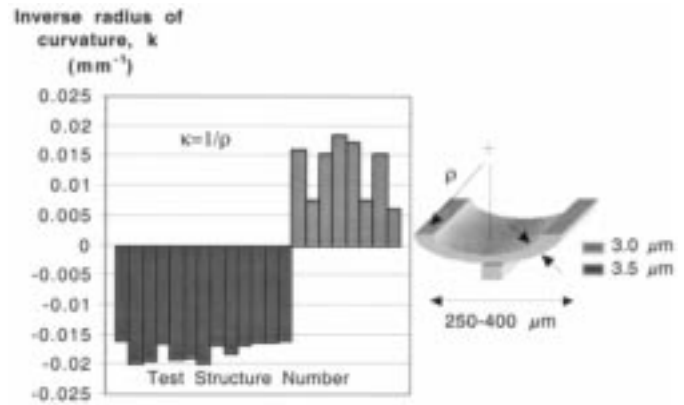 Inverse radius of
curvature, k
(mm⁻¹)
0.025
0.02
0.015
0.01
0.005
0
-0.005
-0.01
-0.015
-0.02
-0.025
κ=1/ρ
Test Structure Number
ρ
3.0 μm
3.5 μm
250-400 μm